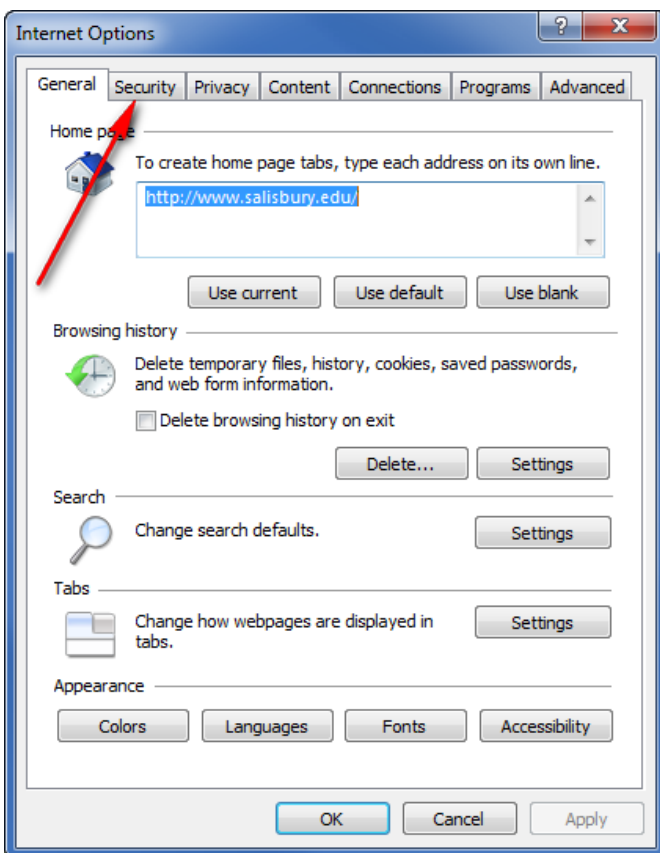 Internet Options
General Security Privacy Content Connections Programs Advanced
Home page
To create home page tabs, type each address on its own line.
http://www.salisbury.edu/
Use current Use default Use blank
Browsing history
Delete temporary files, history, cookies, saved passwords,
and web form information.
Delete browsing history on exit
Delete... Settings
Search
Change search defaults. Settings
Tabs
Change how webpages are displayed in Settings
tabs.
Appearance
Colors Languages Fonts Accessibility
OK Cancel Apply